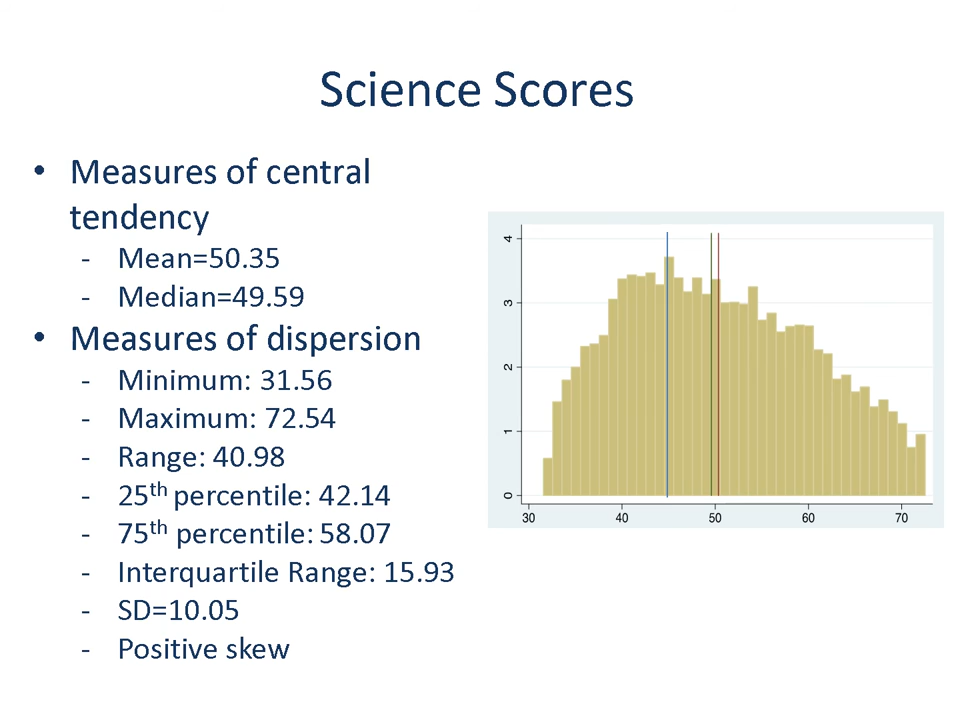 Science Scores
• Measures of central
tendency
- Mean=50.35
- Median=49.59
• Measures of dispersion
- Minimum: 31.56
- Maximum: 72.54
- Range: 40.98
- 25th percentile: 42.14
- 75th percentile: 58.07
- Interquartile Range: 15.93
- SD=10.05
- Positive skew
4
3
2
1
0
30 40 50 60 70